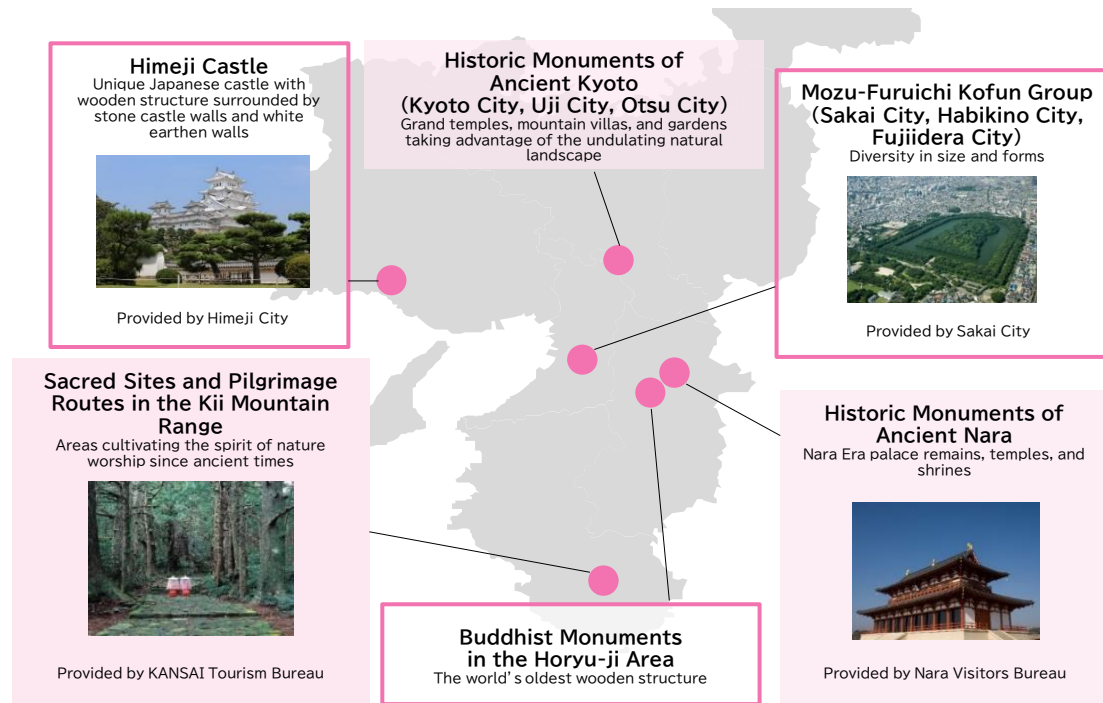 Himeji Castle
Unique Japanese castle with
wooden structure surrounded by
stone castle walls and white
earthen walls
Provided by Himeji City
Historic Monuments of
Ancient Kyoto
(Kyoto City, Uji City, Otsu City)
Grand temples, mountain villas, and gardens
taking advantage of the undulating natural
landscape
Mozu-Furuichi Kofun Group
(Sakai City, Habikino City,
Fujiidera City)
Diversity in size and forms
Provided by Sakai City
Sacred Sites and Pilgrimage
Routes in the Kii Mountain
Range
Areas cultivating the spirit of nature
worship since ancient times
Provided by KANSAI Tourism Bureau
Buddhist Monuments
in the Horyu-ji Area
The world’s oldest wooden structure
Historic Monuments of
Ancient Nara
Nara Era palace remains, temples, and
shrines
Provided by Nara Visitors Bureau